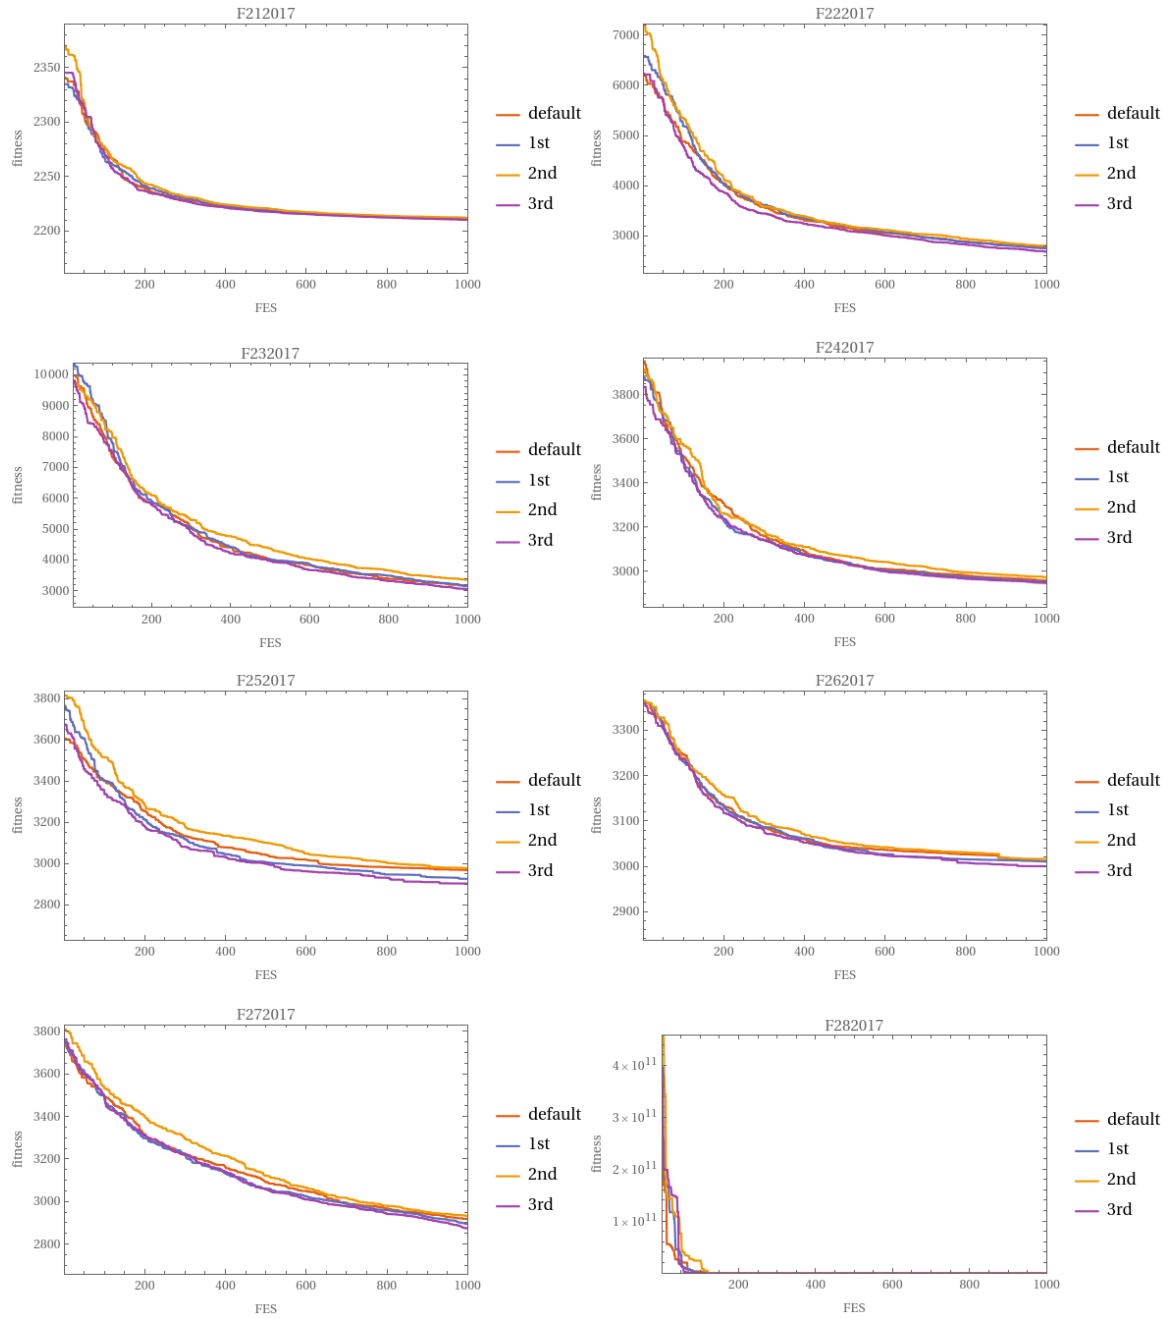 F212017
2350
2300
2250
2200
fitness
200 400 600 800 1000
FES
default
1st
2nd
3rd
F222017
7000
6000
5000
4000
3000
fitness
200 400 600 800 1000
FES
default
1st
2nd
3rd
F232017
10000
9000
8000
7000
6000
5000
4000
3000
fitness
200 400 600 800 1000
FES
default
1st
2nd
3rd
F242017
3800
3600
3400
3200
3000
fitness
200 400 600 800 1000
FES
default
1st
2nd
3rd
F252017
3800
3600
3400
3200
3000
2800
fitness
200 400 600 800 1000
FES
default
1st
2nd
3rd
F262017
3300
3200
3100
3000
2900
fitness
200 400 600 800 1000
FES
default
1st
2nd
3rd
F272017
3800
3600
3400
3200
3000
2800
fitness
200 400 600 800 1000
FES
default
1st
2nd
3rd
F282017
4×10¹¹
3×10¹¹
2×10¹¹
1×10¹¹
fitness
200 400 600 800 1000
FES
default
1st
2nd
3rd